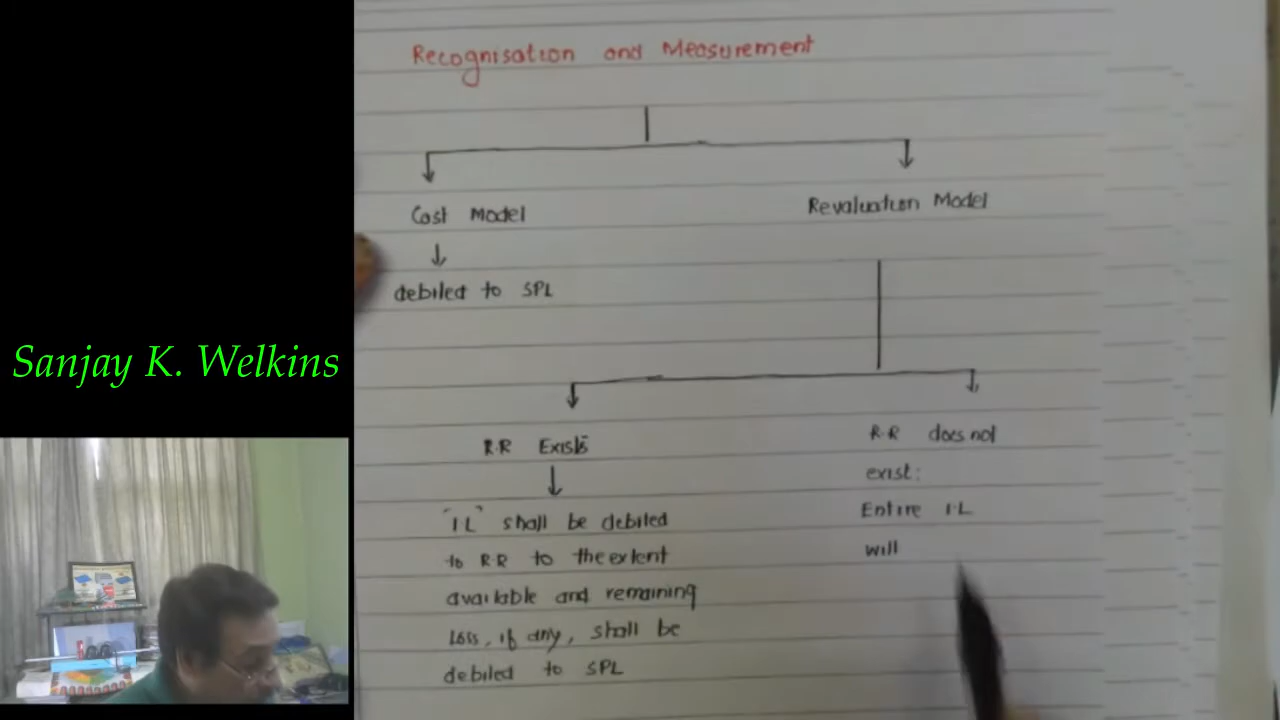 Recognisation and Measurement
Cost Model
Revaluation Model
debited to SPL
Sanjay K. Welkins
R.R Exists
R.R does not
exist:
"I.L" shall be debited
to R.R to the extent
available and remaining
Loss, if any, shall be
debited to SPL
Entire I.L
will